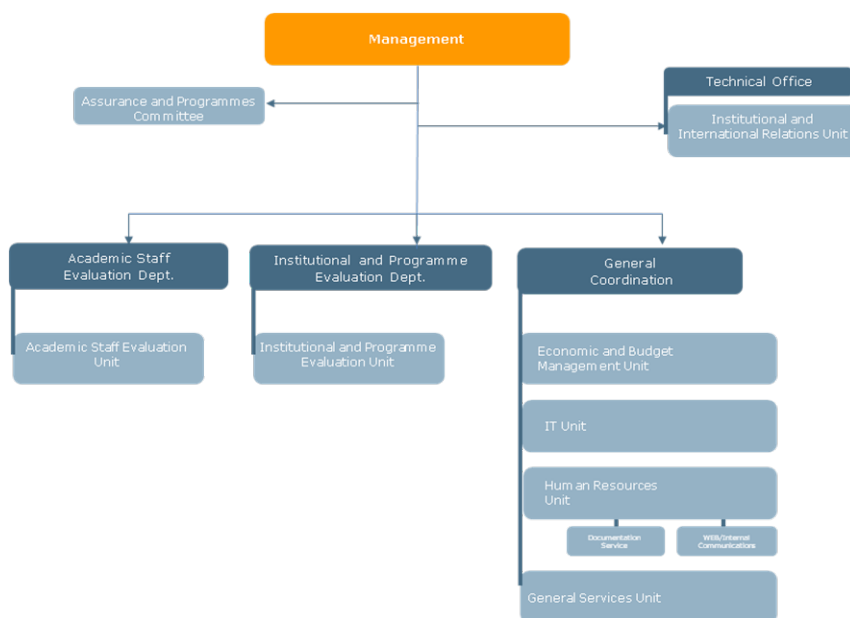 Management
Assurance and Programmes
Committee
Technical Office
Institutional and
International Relations Unit
Academic Staff
Evaluation Dept.
Institutional and Programme
Evaluation Dept.
General
Coordination
Academic Staff Evaluation
Unit
Institutional and Programme
Evaluation Unit
Economic and Budget
Management Unit
IT Unit
Human Resources
Unit
Documentation
Service
WEB/Internal
Communications
General Services Unit